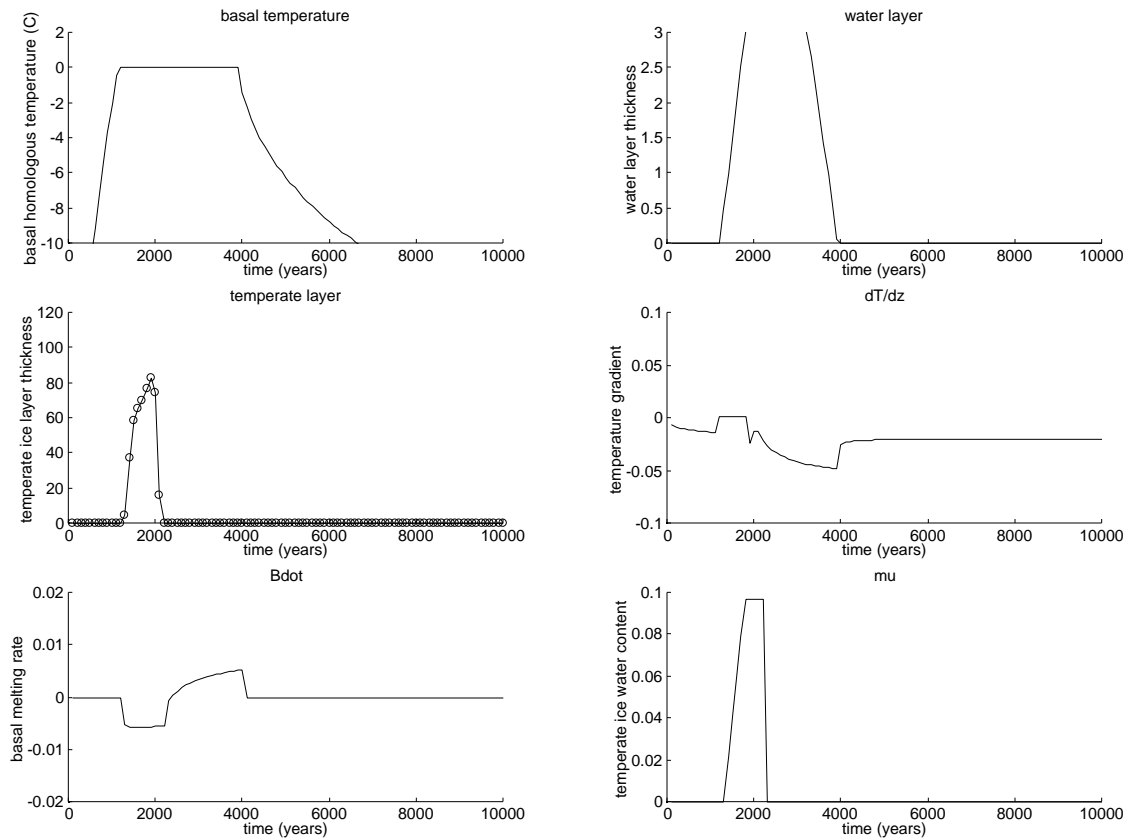 basal temperature
basal homologous temperature (C)
2
0
-2
-4
-6
-8
-10
0 2000 4000 6000 8000 10000
time (years)
water layer
water layer thickness
3
2.5
2
1.5
1
0.5
0
0 2000 4000 6000 8000 10000
time (years)
temperate layer
temperate ice layer thickness
120
100
80
60
40
20
0
0 2000 4000 6000 8000 10000
time (years)
dT/dz
temperature gradient
0.1
0.05
0
-0.05
-0.1
0 2000 4000 6000 8000 10000
time (years)
Bdot
basal melting rate
0.02
0.01
0
-0.01
-0.02
0 2000 4000 6000 8000 10000
time (years)
mu
temperate ice water content
0.1
0.08
0.06
0.04
0.02
0
0 2000 4000 6000 8000 10000
time (years)